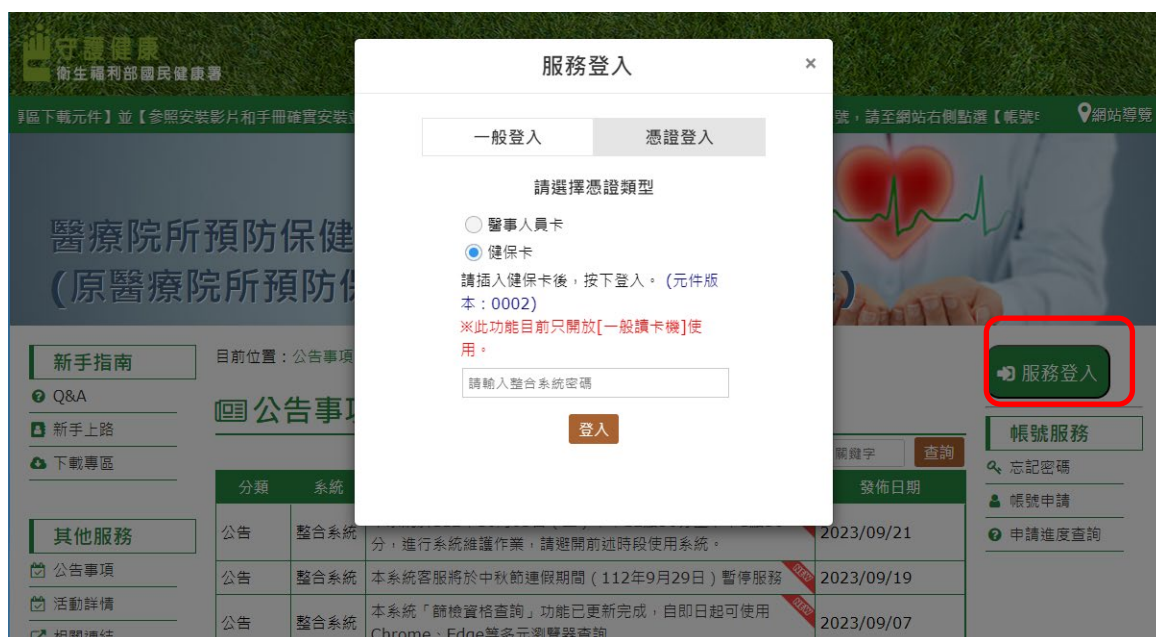 守護健康
衛生福利部國民健康署
服務登入
×
區下載元件】並【參照安裝影片和手冊確實安裝
號,請至網站右側點選【帳號
網站導覽
一般登入
憑證登入
請選擇憑證類型
醫事人員卡
健保卡
請插入健保卡後,按下登入。(元件版
本:0002)
※此功能目前只開放[一般讀卡機]使
用。
請輸入整合系統密碼
登入
醫療院所預防保健
(原醫療院所預防保
)
新手指南
Q&A
新手上路
下載專區
其他服務
公告事項
活動詳情
相關連結
目前位置:公告事項
公告事項
關鍵字
查詢
分類
系統
發佈日期
公告
整合系統
分,進行系統維護作業,請避開前述時段使用系統。
2023/09/21
公告
整合系統
本系統客服將於中秋節連假期間(112年9月29日)暫停服務
2023/09/19
公告
整合系統
本系統「篩檢資格查詢」功能已更新完成,自即日起可使用
Chrome、Edge等多元瀏覽器查詢
2023/09/07
服務登入
帳號服務
忘記密碼
帳號申請
申請進度查詢